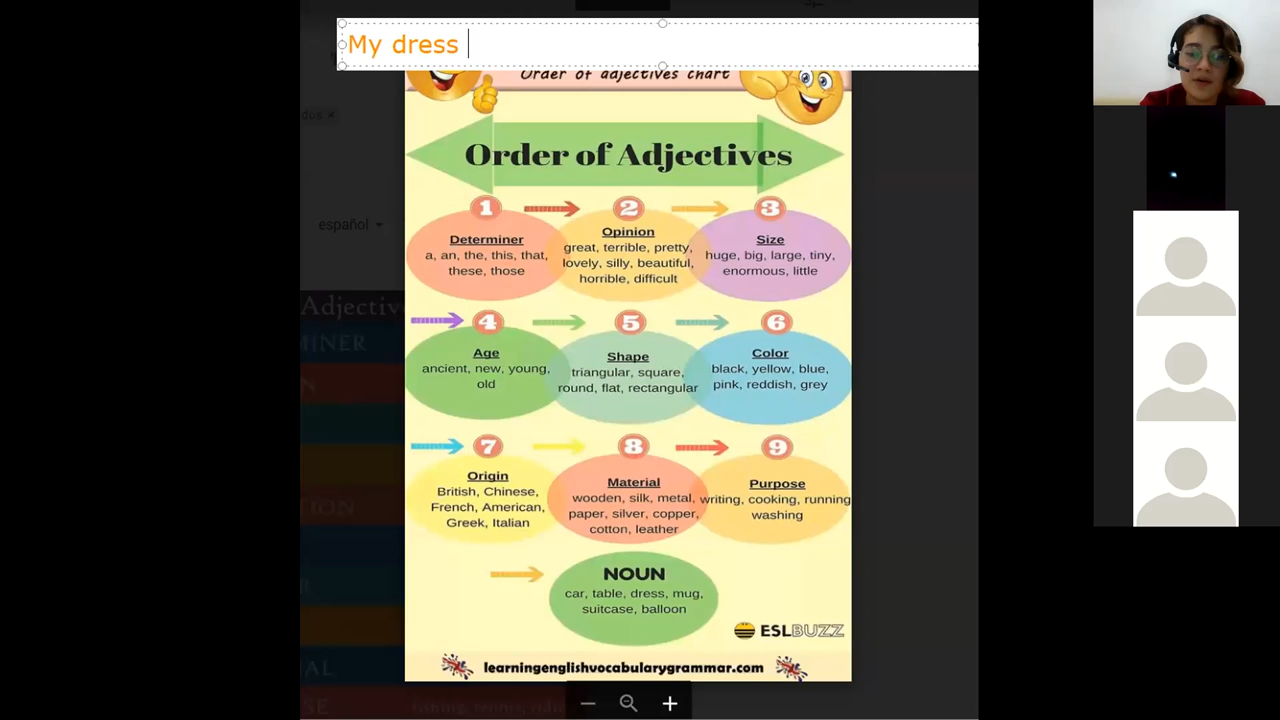 My dress
Order of adjectives chart
Order of Adjectives
1
2
3
Determiner
a, an, the, this, that,
these, those
Opinion
great, terrible, pretty,
lovely, silly, beautiful,
horrible, difficult
Size
huge, big, large, tiny,
enormous, little
español
Adjective
4
5
6
Age
ancient, new, young,
old
Shape
triangular, square,
round, flat, rectangular
Color
black, yellow, blue,
pink, reddish, grey
7
8
9
Origin
British, Chinese,
French, American,
Greek, Italian
Material
wooden, silk, metal,
paper, silver, copper,
cotton, leather
Purpose
writing, cooking, running
washing
NOUN
car, table, dress, mug,
suitcase, balloon
ESLBUZZ
learningenglishvocabularygrammar.com